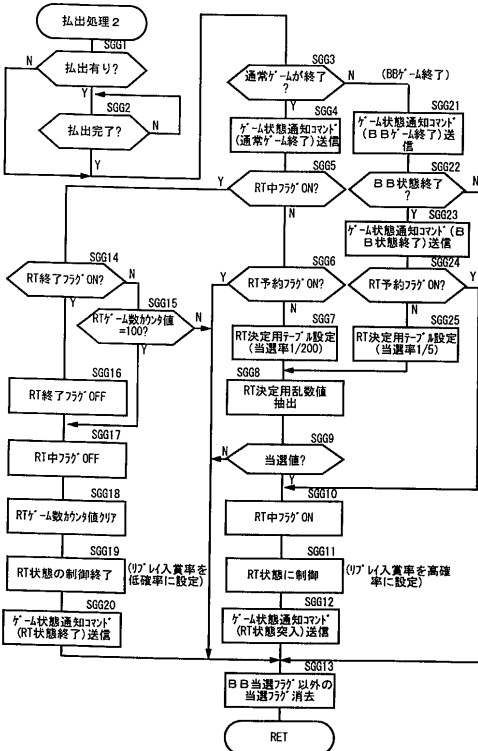 払出処理2
SGG1
払出有り?
N
Y
SGG2
払出完了?
N
Y
SGG3
通常ゲームが終了
?
N
(BBゲーム終了)
Y
SGG4
ゲーム状態通知コマンド
(通常ゲーム終了)送信
SGG21
ゲーム状態通知コマンド
(BBゲーム終了)送
信
SGG5
RT中フラグON?
Y
N
SGG22
BB状態終了
?
N
Y
SGG23
ゲーム状態通知コマンド(B
B状態終了)送信
SGG14
RT終了フラグON?
N
Y
SGG15
RTゲーム数カウンタ値
=100?
N
Y
SGG6
RT予約フラグON?
Y
N
SGG24
RT予約フラグON?
Y
N
SGG7
RT決定用テーブル設定
(当選率1/200)
SGG25
RT決定用テーブル設定
(当選率1/5)
SGG8
RT決定用乱数値
抽出
SGG16
RT終了フラグOFF
SGG9
当選値?
N
Y
SGG17
RT中フラグOFF
SGG10
RT中フラグON
SGG18
RTゲーム数カウンタ値クリア
SGG11
RT状態に制御
(リプレイ入賞率を高確
率に設定)
SGG19
RT状態の制御終了
(リプレイ入賞率を
低確率に設定)
SGG12
ゲーム状態通知コマンド
(RT状態突入)送信
SGG20
ゲーム状態通知コマンド
(RT状態終了)送信
SGG13
BB当選フラグ以外の
当選フラグ消去
RET